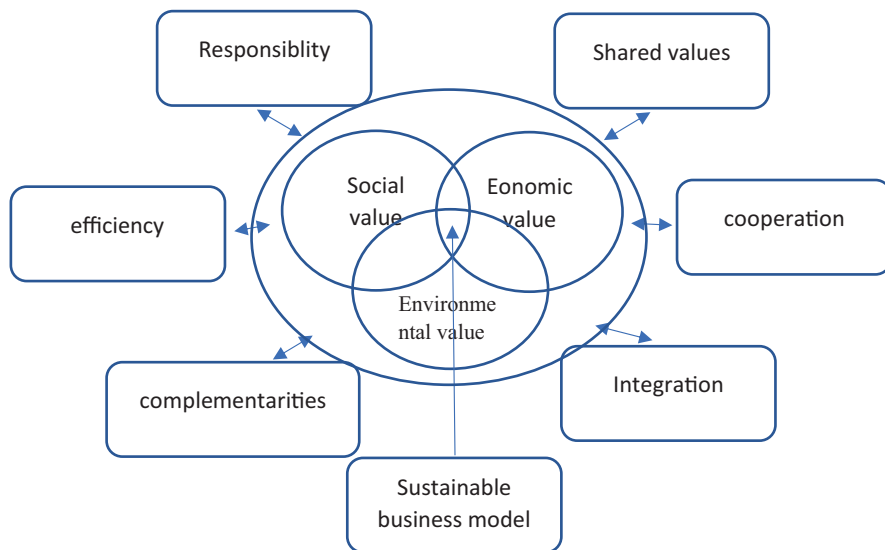 Responsiblity
Shared values
Social
value
Eonomic
value
efficiency
cooperation
Environme
ntal value
complementarities
Integration
Sustainable
business model